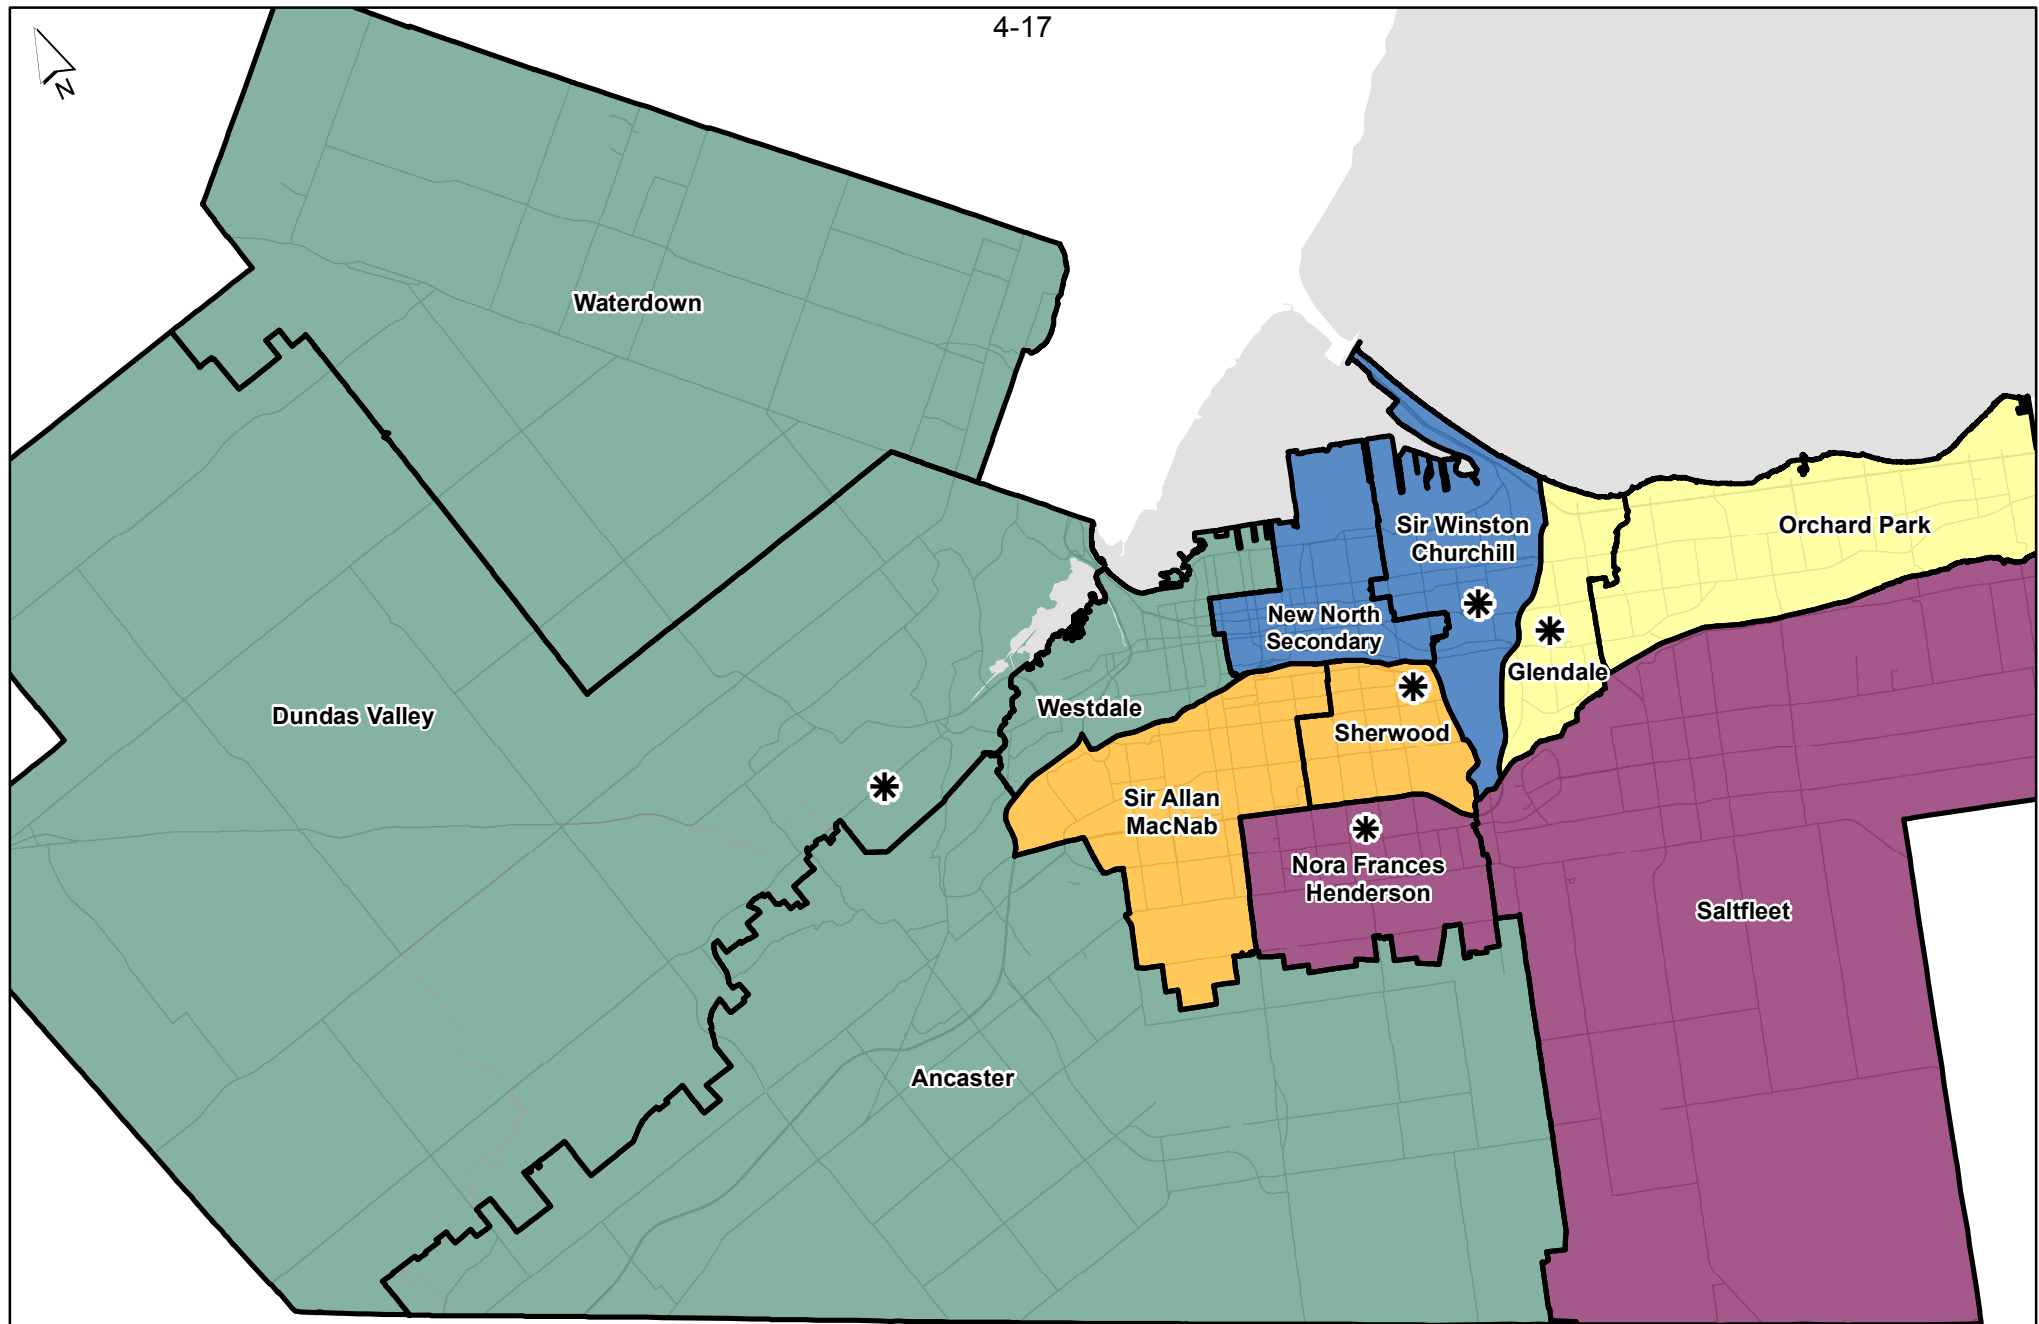 4-17
N
Waterdown
Sir Winston
Churchill
Orchard Park
New North
Secondary
Glendale
Westdale
Dundas Valley
Sherwood
Sir Allan
MacNab
Nora Frances
Henderson
Saltfleet
Ancaster